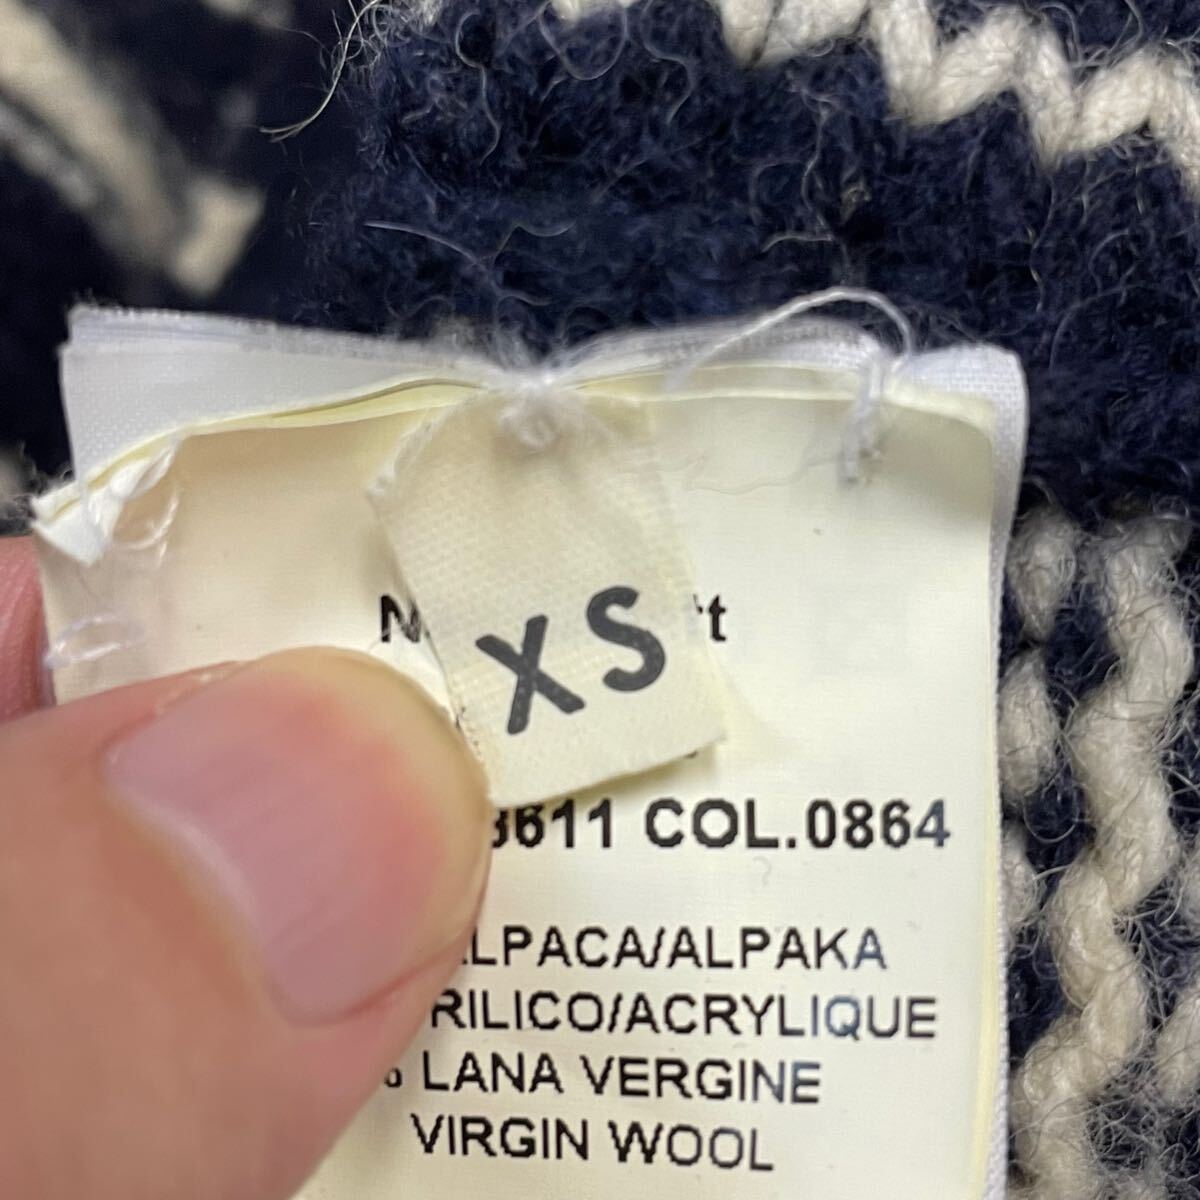 XS
3611 COL.0864
ALPACA/ALPAKA
RILICO/ACRYLIQUE
% LANA VERGINE
VIRGIN WOOL